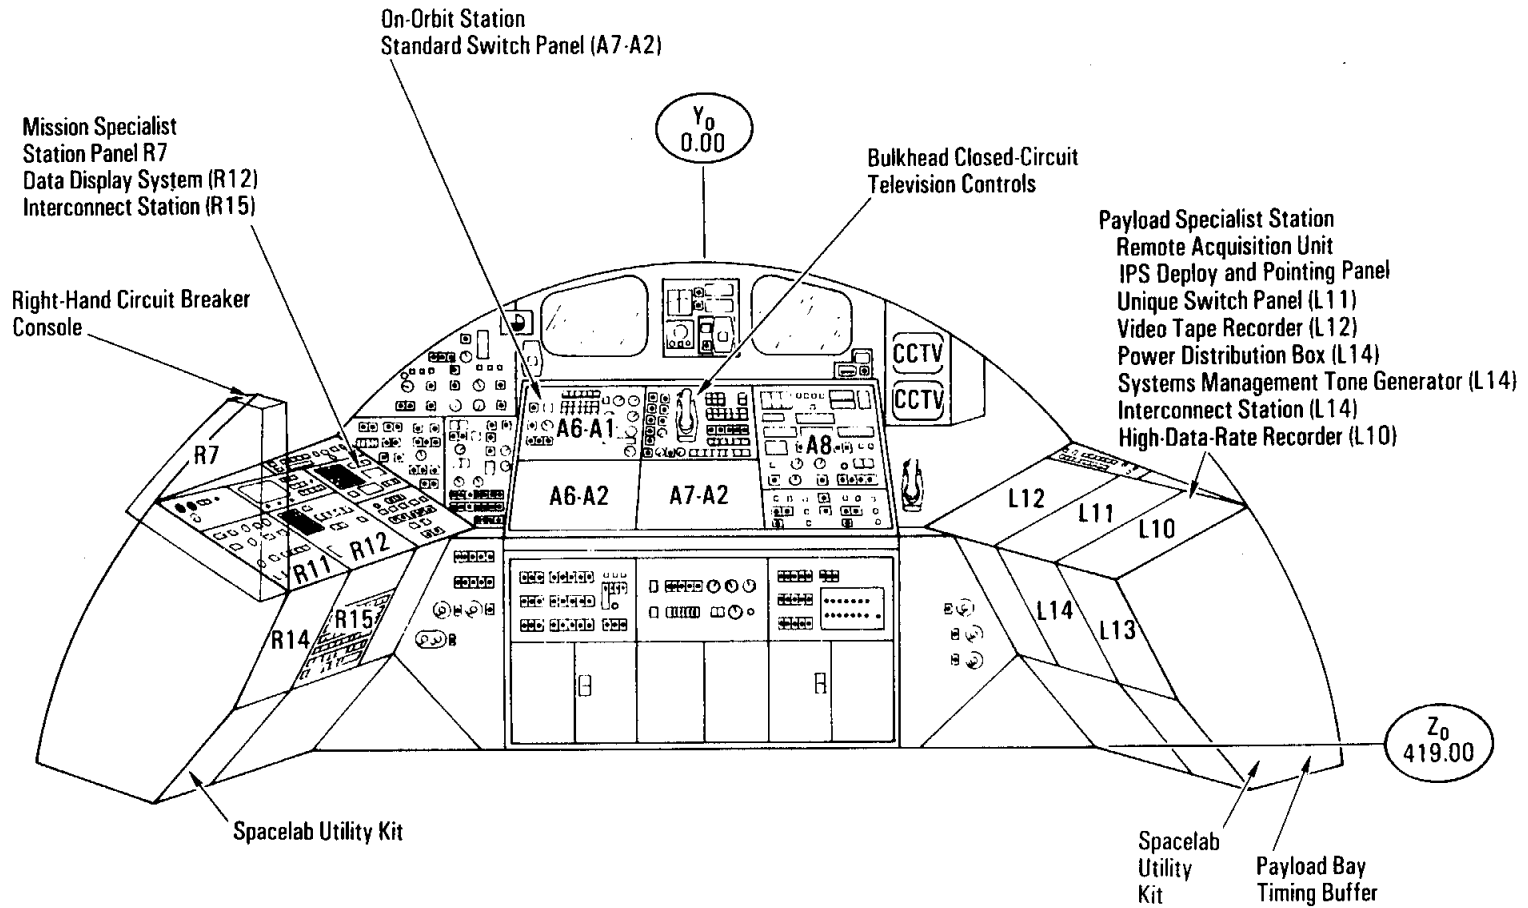 On-Orbit Station
Standard Switch Panel (A7-A2)
Mission Specialist
Station Panel R7
Data Display System (R12)
Interconnect Station (R15)
Y0
0.00
Bulkhead Closed-Circuit
Television Controls
Payload Specialist Station
Remote Acquisition Unit
IPS Deploy and Pointing Panel
Unique Switch Panel (L11)
Video Tape Recorder (L12)
Power Distribution Box (L14)
Systems Management Tone Generator (L14)
Interconnect Station (L14)
High-Data-Rate Recorder (L10)
Right-Hand Circuit Breaker
Console
CCTV
CCTV
R7
A6-A1
A8
A6-A2
A7-A2
L12
L11
L10
R12
R11
R15
R14
L14
L13
Z0
419.00
Spacelab Utility Kit
Spacelab
Utility
Kit
Payload Bay
Timing Buffer